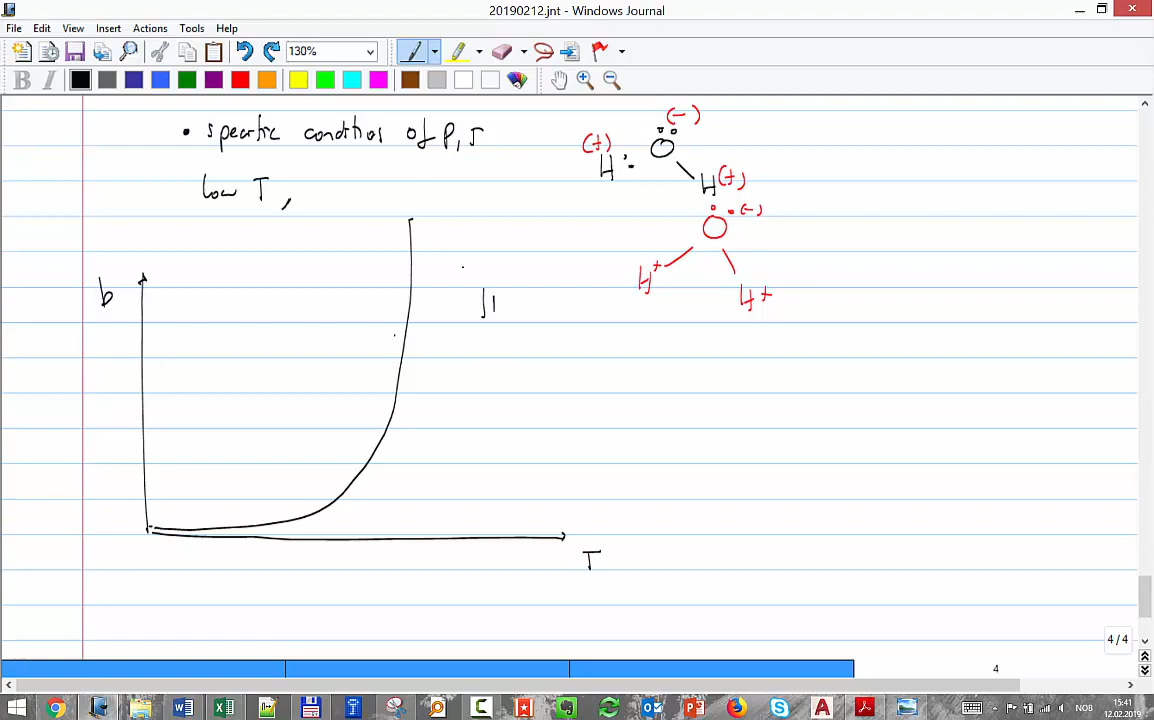 20190212.jnt - Windows Journal
File Edit View Insert Actions Tools Help
130%
B I
• specific condition of P, T
low T,
(-)
(+)
H O
H (+)
O (-)
H+
H+
b
T
4 / 4
4
NOB
15:41
12.02.2019